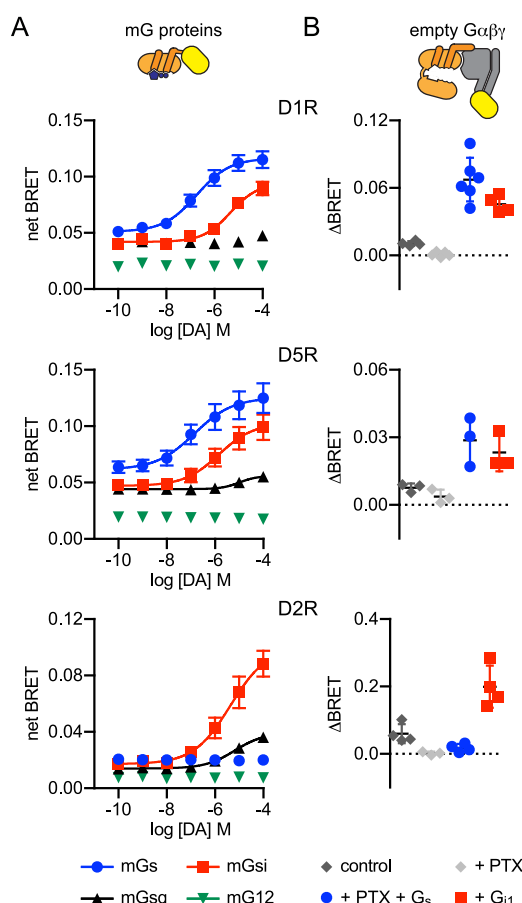 A
B
mG proteins
empty Gαβγ
D1R
net BRET
0.15
0.10
0.05
0.00
-10 -8 -6 -4
log [DA] M
ΔBRET
0.12
0.06
0.00
D5R
net BRET
0.15
0.10
0.05
0.00
-10 -8 -6 -4
log [DA] M
ΔBRET
0.06
0.03
0.00
D2R
net BRET
0.12
0.08
0.04
0.00
-10 -8 -6 -4
log [DA] M
ΔBRET
0.4
0.2
0.0
mGs mGsi control + PTX
mGsq mG12 + PTX + Gs + Gi1